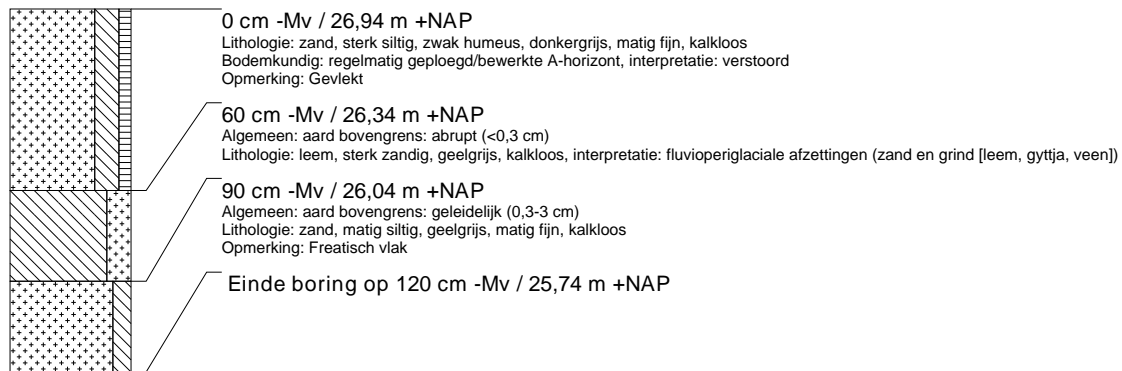 0 cm -Mv / 26,94 m +NAP
Lithologie: zand, sterk siltig, zwak humeus, donkergrijs, matig fijn, kalkloos
Bodemkundig: regelmatig geploegd/bewerkte A-horizont, interpretatie: verstoord
Opmerking: Gevlekt
60 cm -Mv / 26,34 m +NAP
Algemeen: aard bovengrens: abrupt (<0,3 cm)
Lithologie: leem, sterk zandig, geelgrijs, kalkloos, interpretatie: fluvioperiglaciale afzettingen (zand en grind [leem, gyttja, veen])
90 cm -Mv / 26,04 m +NAP
Algemeen: aard bovengrens: geleidelijk (0,3-3 cm)
Lithologie: zand, matig siltig, geelgrijs, matig fijn, kalkloos
Opmerking: Freatisch vlak
Einde boring op 120 cm -Mv / 25,74 m +NAP